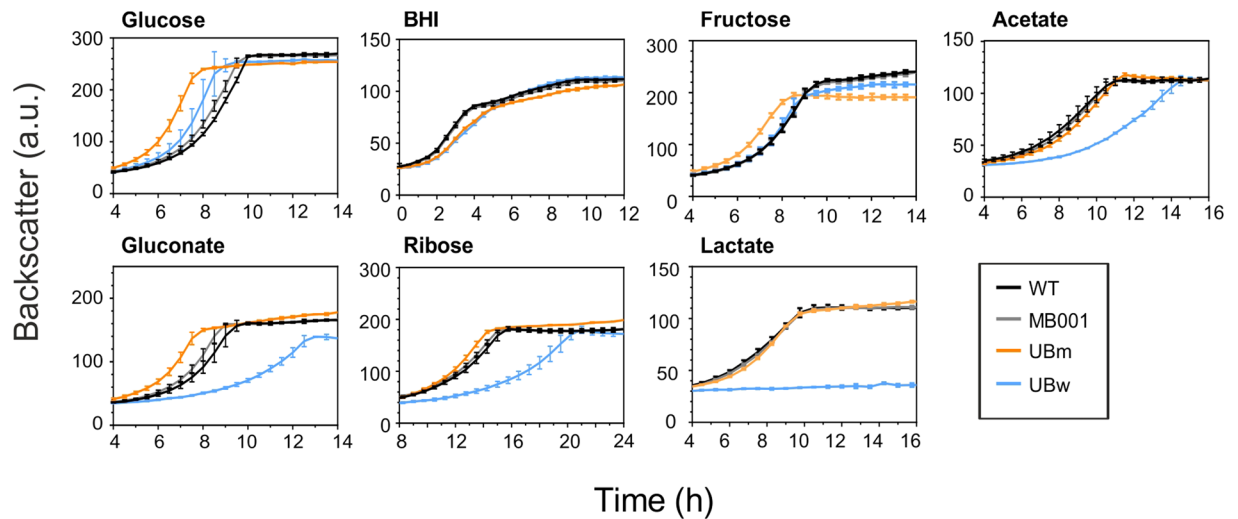 Glucose
BHI
Fructose
Acetate
300
200
100
0
4 6 8 10 12 14
150
100
50
0
0 2 4 6 8 10 12
300
200
100
0
4 6 8 10 12 14
150
100
50
0
4 6 8 10 12 14 16
Backscatter (a.u.)
Gluconate
Ribose
Lactate
200
100
0
4 6 8 10 12 14
300
200
100
0
8 12 16 20 24
150
100
50
0
4 6 8 10 12 14 16
WT
MB001
UBm
UBw
Time (h)